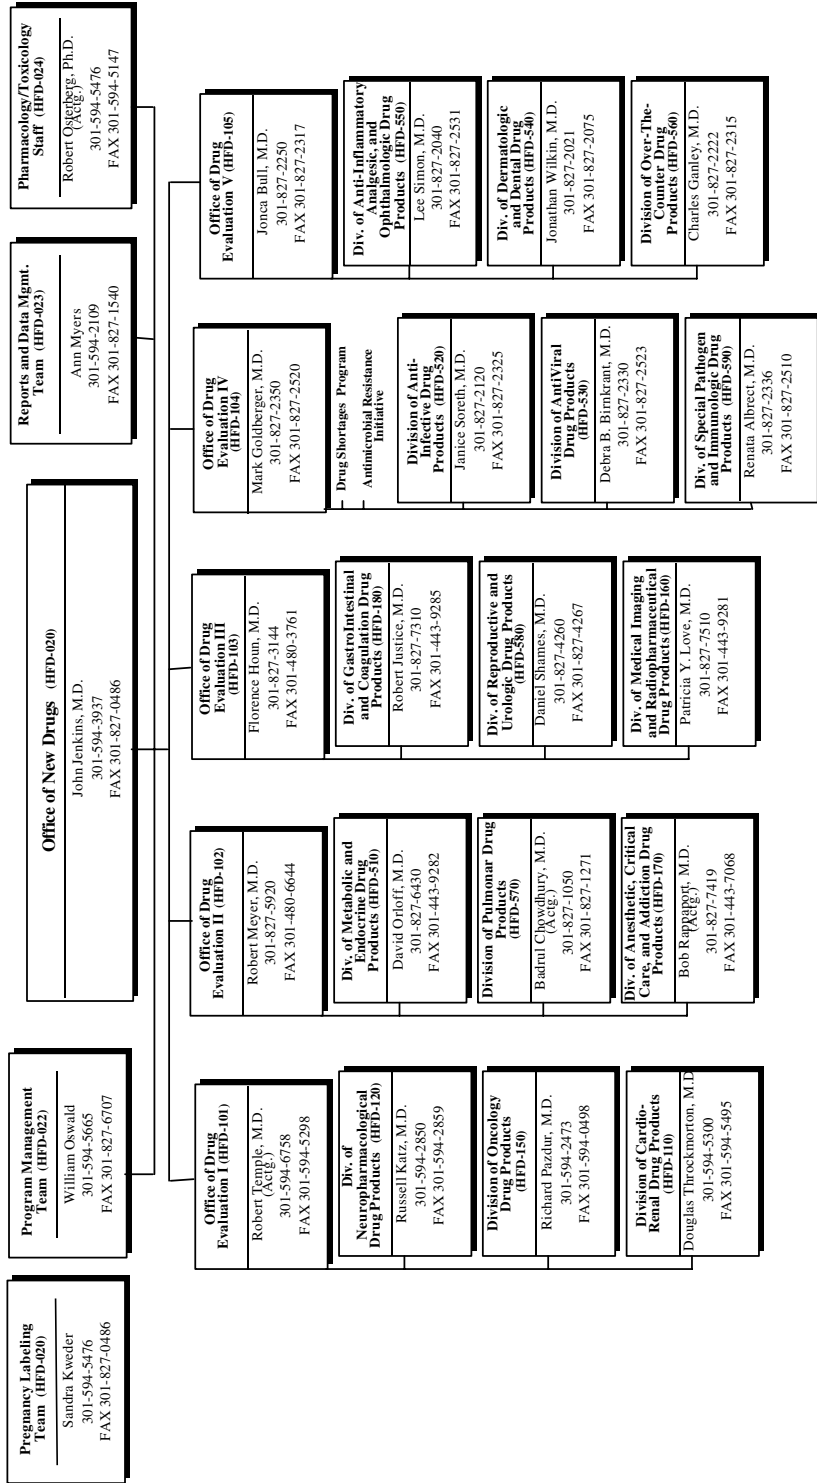 Pregnancy Labeling
Team (HFD-020)
Sandra Kweder
301-594-5476
FAX 301-827-0486
Program Management
Team (HFD-022)
William Oswald
301-594-5665
FAX 301-827-6707
Office of New Drugs (HFD-020)
John Jenkins, M.D.
301-594-3937
FAX 301-827-0486
Reports and Data Mgmt.
Team (HFD-023)
Ann Myers
301-594-2109
FAX 301-827-1540
Pharmacology/Toxicology
Staff (HFD-024)
Robert Osterberg, Ph.D.
(Actg.)
301-594-5476
FAX 301-594-5147
Office of Drug
Evaluation I (HFD-101)
Robert Temple, M.D.
(Actg.)
301-594-6758
FAX 301-594-5298
Div. of
Neuropharmacological
Drug Products (HFD-120)
Russell Katz, M.D.
301-594-2850
FAX 301-594-2859
Division of Oncology
Drug Products
(HFD-150)
Richard Pazdur, M.D.
301-594-2473
FAX 301-594-0498
Division of Cardio-
Renal Drug Products
(HFD-110)
Douglas Throckmorton, M.D
301-594-5300
FAX 301-594-5495
Office of Drug
Evaluation II (HFD-102)
Robert Meyer, M.D.
301-827-5920
FAX 301-480-6644
Div. of Metabolic and
Endocrine Drug
Products (HFD-510)
David Orloff, M.D.
301-827-6430
FAX 301-443-9282
Division of Pulmonar Drug
Products
(HFD-570)
Badrul Chowdhury, M.D.
(Actg.)
301-827-1050
FAX 301-827-1271
Div. of Anesthetic, Critical
Care, and Addiction Drug
Products (HFD-170)
Bob Rappaport, M.D.
(Actg.)
301-827-7419
FAX 301-443-7068
Office of Drug
Evaluation III
(HFD-103)
Florence Houn, M.D.
301-827-3144
FAX 301-480-3761
Div. of GastroIntestinal
and Coagulation Drug
Products (HFD-180)
Robert Justice, M.D.
301-827-7310
FAX 301-443-9285
Div. of Reproductive and
Urologic Drug Products
(HFD-580)
Daniel Shames, M.D.
301-827-4260
FAX 301-827-4267
Div. of Medical Imaging
and Radiopharmaceutical
Drug Products (HFD-160)
Patricia Y. Love, M.D.
301-827-7510
FAX 301-443-9281
Office of Drug
Evaluation IV
(HFD-104)
Mark Goldberger, M.D.
301-827-2350
FAX 301-827-2520
Drug Shortages Program
Antimicrobial Resistance
Initiative
Division of Anti-
Infective Drug
Products (HFD-520)
Janice Soreth, M.D.
301-827-2120
FAX 301-827-2325
Division of AntiViral
Drug Products
(HFD-530)
Debra B. Birnkrant, M.D.
301-827-2330
FAX 301-827-2523
Div. of Special Pathogen
and Immunologic Drug
Products (HFD-590)
Renata Albrect, M.D.
301-827-2336
FAX 301-827-2510
Office of Drug
Evaluation V (HFD-105)
Jonca Bull, M.D.
301-827-2250
FAX 301-827-2317
Div. of Anti-Inflammatory
Analgesic, and
Ophthalmologic Drug
Products (HFD-550)
Lee Simon, M.D.
301-827-2040
FAX 301-827-2531
Div. of Dermatologic
and Dental Drug
Products (HFD-540)
Jonathan Wilkin, M.D.
301-827-2021
FAX 301-827-2075
Division of Over-The-
Counter Drug
Products (HFD-560)
Charles Ganley, M.D.
301-827-2222
FAX 301-827-2315